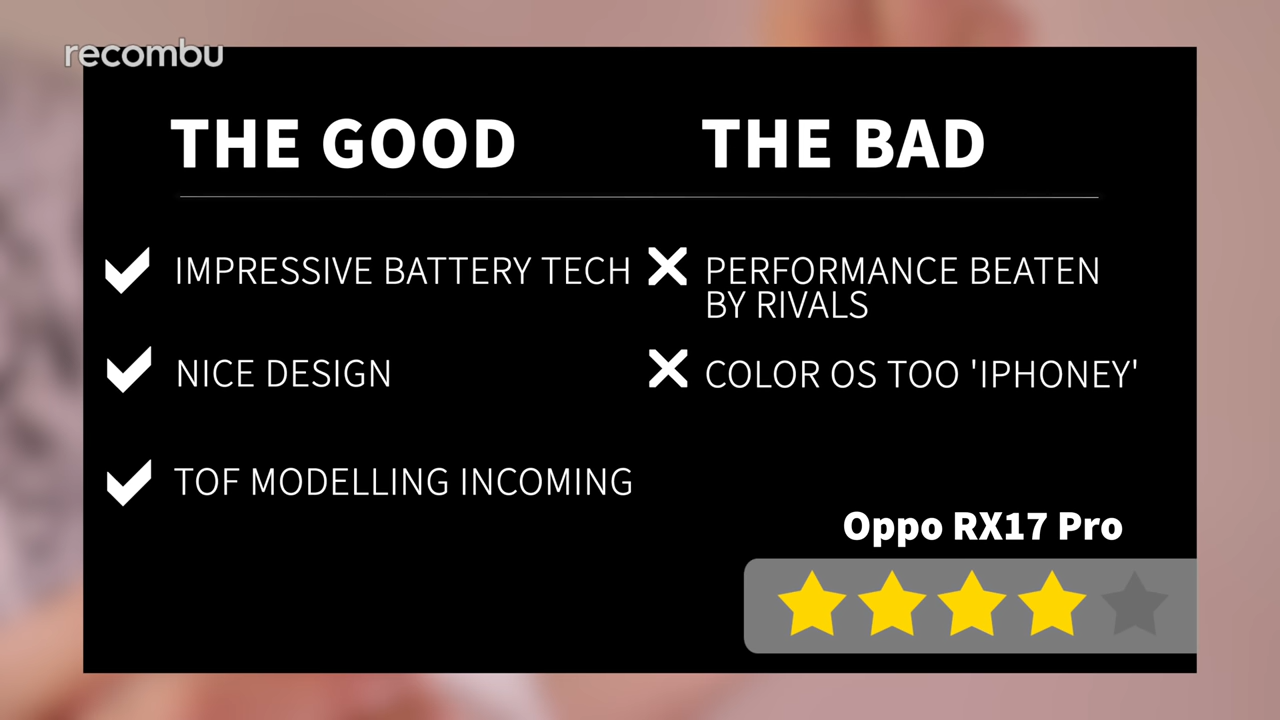 recombu
THE GOOD
THE BAD
IMPRESSIVE BATTERY TECH
NICE DESIGN
TOF MODELLING INCOMING
PERFORMANCE BEATEN
BY RIVALS
COLOR OS TOO 'IPHONEY'
Oppo RX17 Pro